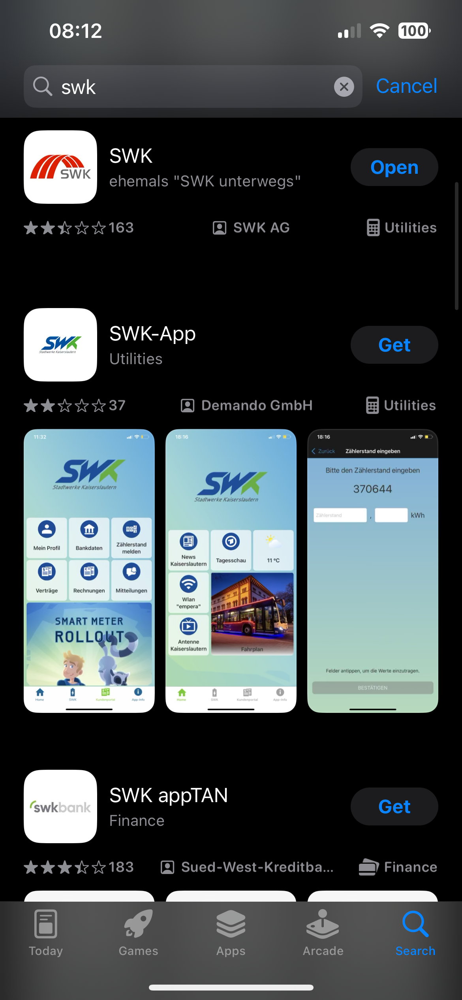 08:12
100
swk
Cancel
SWK
SWK
ehemals "SWK unterwegs"
Open
163
SWK AG
Utilities
SWK
Stadtwerke Kaiserslautern
SWK-App
Utilities
Get
37
Demando GmbH
Utilities
11:32
SWK
Stadtwerke Kaiserslautern
Mein Profil
Bankdaten
Zählerstand
melden
Verträge
Rechnungen
Mitteilungen
SMART METER
ROLLOUT
Home
SWK
Kundenportal
App-Info
18:16
SWK
Stadtwerke Kaiserslautern
News
Kaiserslautern
Tagesschau
11 °C
Wlan
"empera"
Antenne
Kaiserslautern
Fahrplan
Home
SWK
Kundenportal
App-Info
18:16
Zurück
Zählerstand eingeben
Bitte den Zählerstand eingeben
370644
Zählerstand , kWh
Felder antippen, um die Werte einzutragen.
BESTÄTIGEN
swkbank
SWK appTAN
Finance
Get
183
Sued-West-Kreditba...
Finance
Today
Games
Apps
Arcade
Search